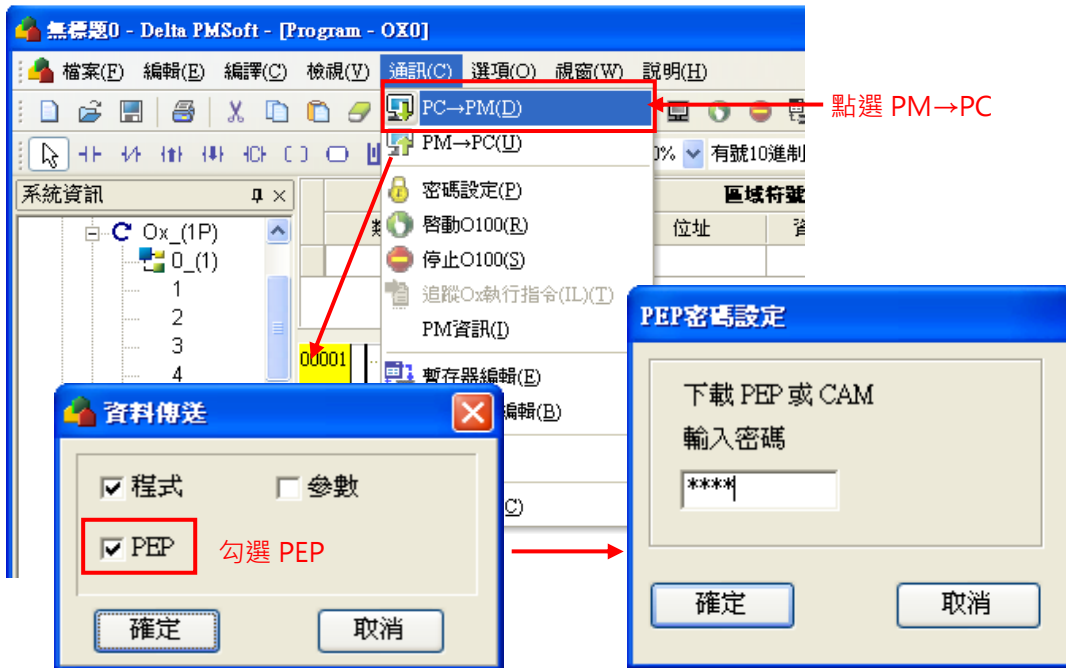 無標題0 - Delta PMSoft - [Program - OX0]
檔案(F) 編輯(E) 編譯(C) 檢視(V) 通訊(C) 選項(O) 視窗(W) 說明(H)
PC→PM(D)
點選 PM→PC
PM→PC(U)
% 有號10進制
系統資訊
密碼設定(P)
區域符號
Ox_(1P)
啓動O100(R)
位址
0_(1)
停止O100(S)
1
追蹤Ox執行指令(IL)(T)
2
PM資訊(I)
3
00001
4
暫存器編輯(E)
編輯(B)
C)
資料傳送
程式
參數
PEP
勾選 PEP
確定
取消
PEP密碼設定
下載 PEP 或 CAM
輸入密碼
****
確定
取消